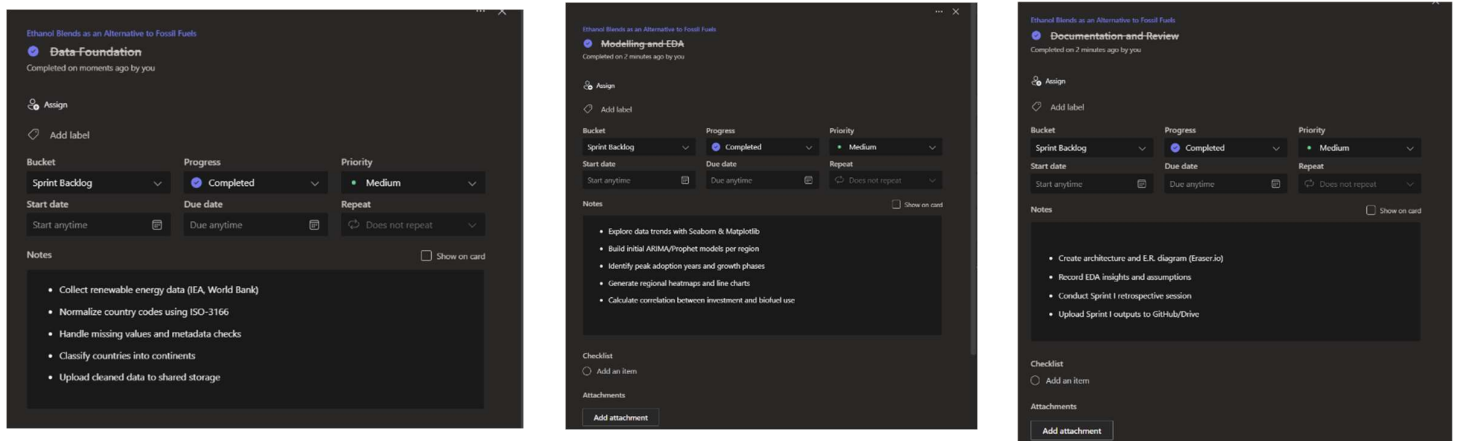 Ethanol Blends as an Alternative to Fossil Fuels
Data Foundation
Completed on moments ago by you
Assign
Add label
Bucket Progress Priority
Sprint Backlog Completed Medium
Start date Due date Repeat
Start anytime Due anytime Does not repeat
Notes Show on card
• Collect renewable energy data (IEA, World Bank)
• Normalize country codes using ISO-3166
• Handle missing values and metadata checks
• Classify countries into continents
• Upload cleaned data to shared storage
Ethanol Blends as an Alternative to Fossil Fuels
Modelling and EDA
Completed on 2 minutes ago by you
Assign
Add label
Bucket Progress Priority
Sprint Backlog Completed Medium
Start date Due date Repeat
Start anytime Due anytime Does not repeat
Notes Show on card
• Explore data trends with Seaborn & Matplotlib
• Build initial ARIMA/Prophet models per region
• Identify peak adoption years and growth phases
• Generate regional heatmaps and line charts
• Calculate correlation between investment and biofuel use
Checklist
Add an item
Attachments
Add attachment
Ethanol Blends as an Alternative to Fossil Fuels
Documentation and Review
Completed on 2 minutes ago by you
Assign
Add label
Bucket Progress Priority
Sprint Backlog Completed Medium
Start date Due date Repeat
Start anytime Due anytime Does not repeat
Notes Show on card
• Create architecture and E.R. diagram (Eraser.io)
• Record EDA insights and assumptions
• Conduct Sprint I retrospective session
• Upload Sprint I outputs to GitHub/Drive
Checklist
Add an item
Attachments
Add attachment